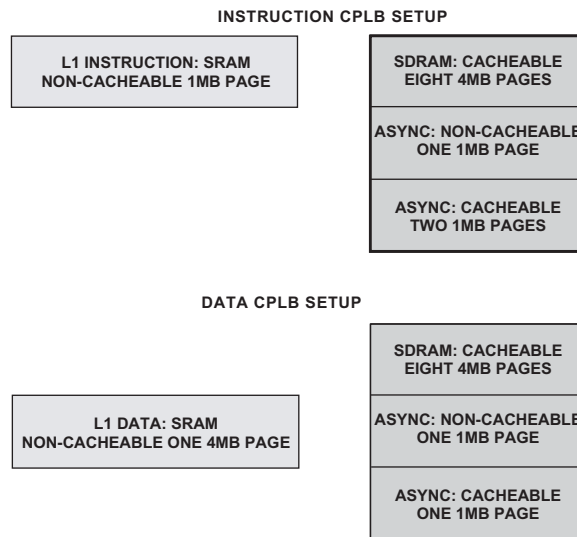 INSTRUCTION CPLB SETUP
L1 INSTRUCTION: SRAM
NON-CACHEABLE 1MB PAGE
SDRAM: CACHEABLE
EIGHT 4MB PAGES
ASYNC: NON-CACHEABLE
ONE 1MB PAGE
ASYNC: CACHEABLE
TWO 1MB PAGES
DATA CPLB SETUP
L1 DATA: SRAM
NON-CACHEABLE ONE 4MB PAGE
SDRAM: CACHEABLE
EIGHT 4MB PAGES
ASYNC: NON-CACHEABLE
ONE 1MB PAGE
ASYNC: CACHEABLE
ONE 1MB PAGE